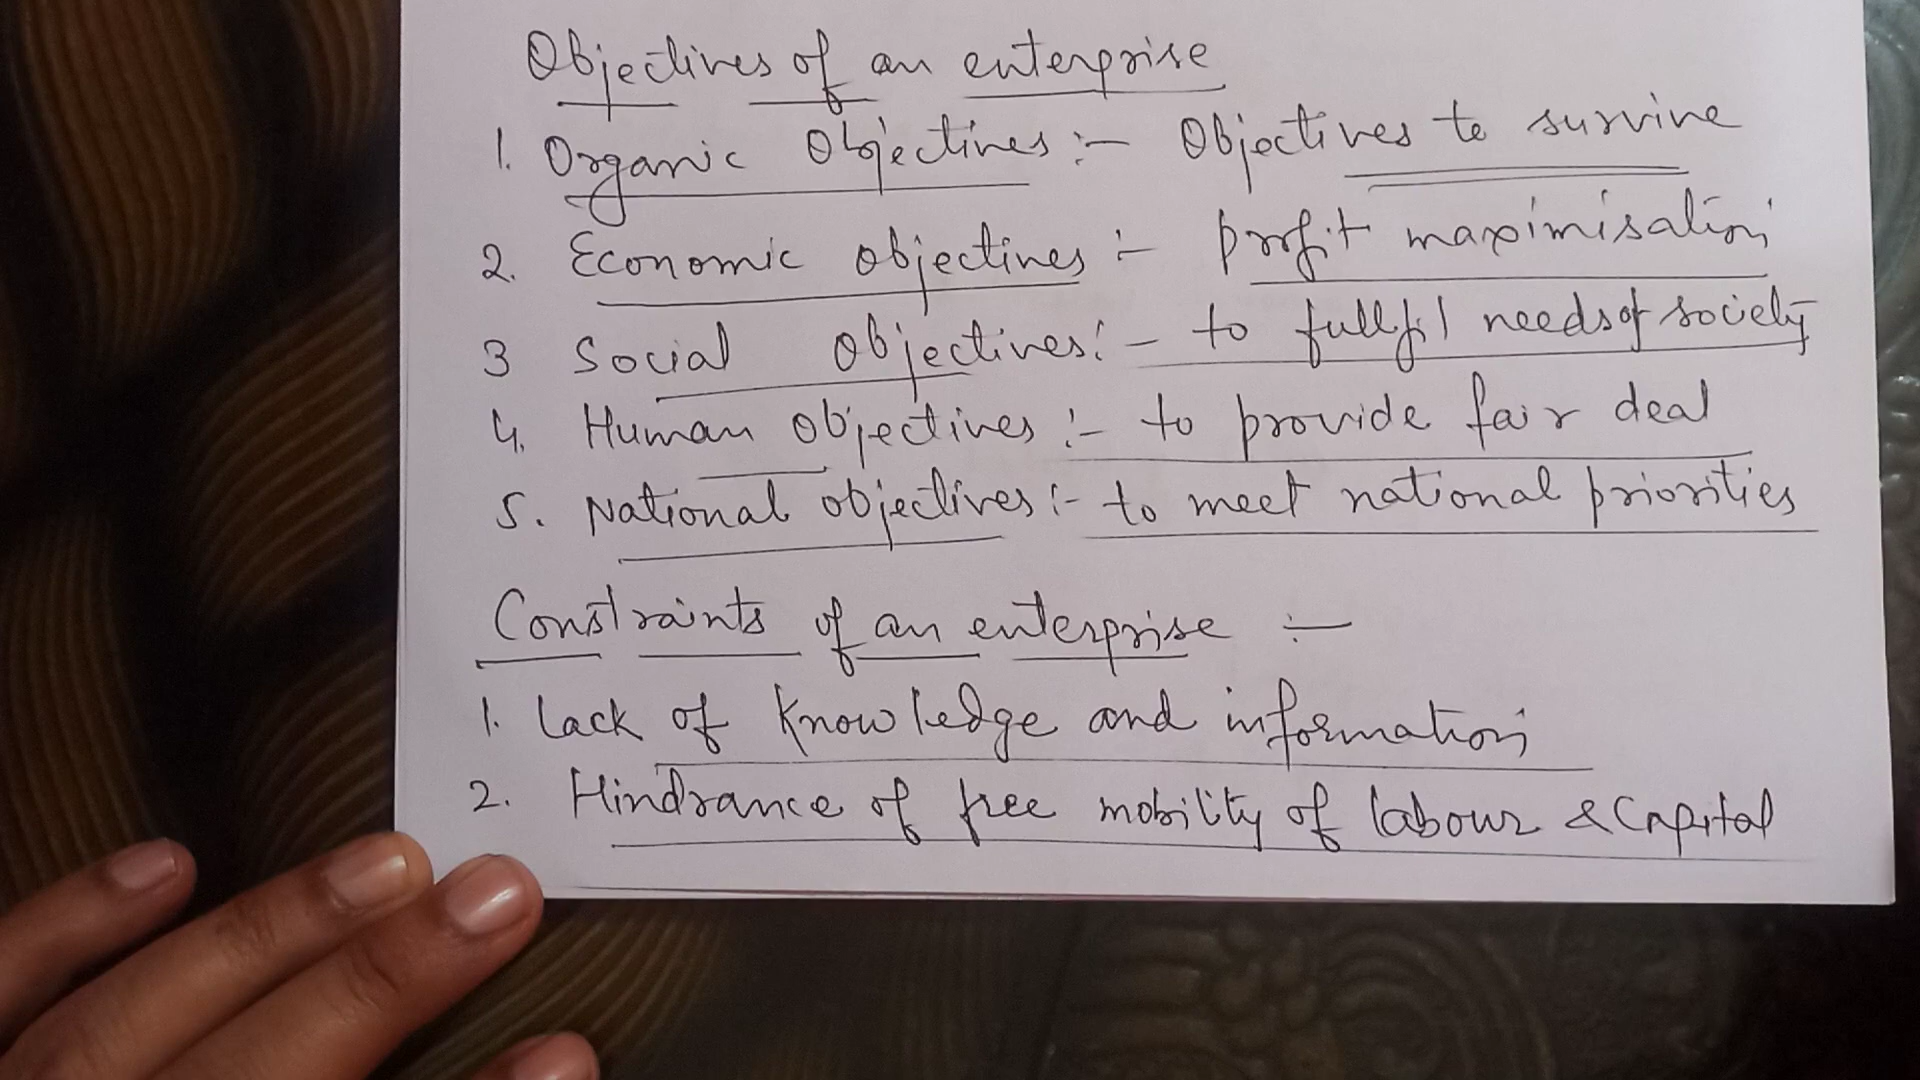 Objectives of an enterprise
1. Organic Objectives :- Objectives to survive
2. Economic objectives :- Profit maximisation
3 Social objectives :- to fullfil needs of society
4. Human objectives :- to provide fair deal
5. National objectives :- to meet national priorities
Constraints of an enterprise :-
1. Lack of Knowledge and information
2. Hindrance of free mobility of labour & Capital